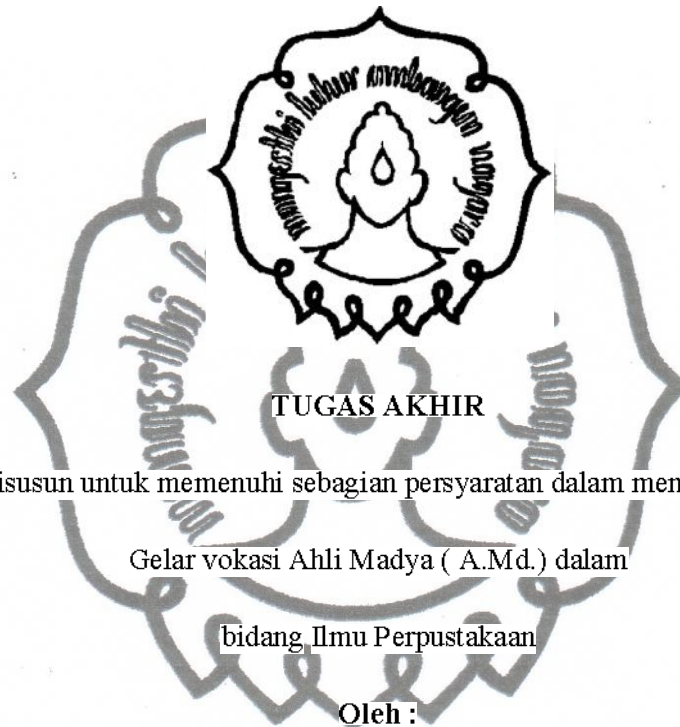 mangesthi luhur ambangun nagara
TUGAS AKHIR
isusun untuk memenuhi sebagian persyaratan dalam men
Gelar vokasi Ahli Madya ( A.Md.) dalam
bidang Ilmu Perpustakaan
Oleh :